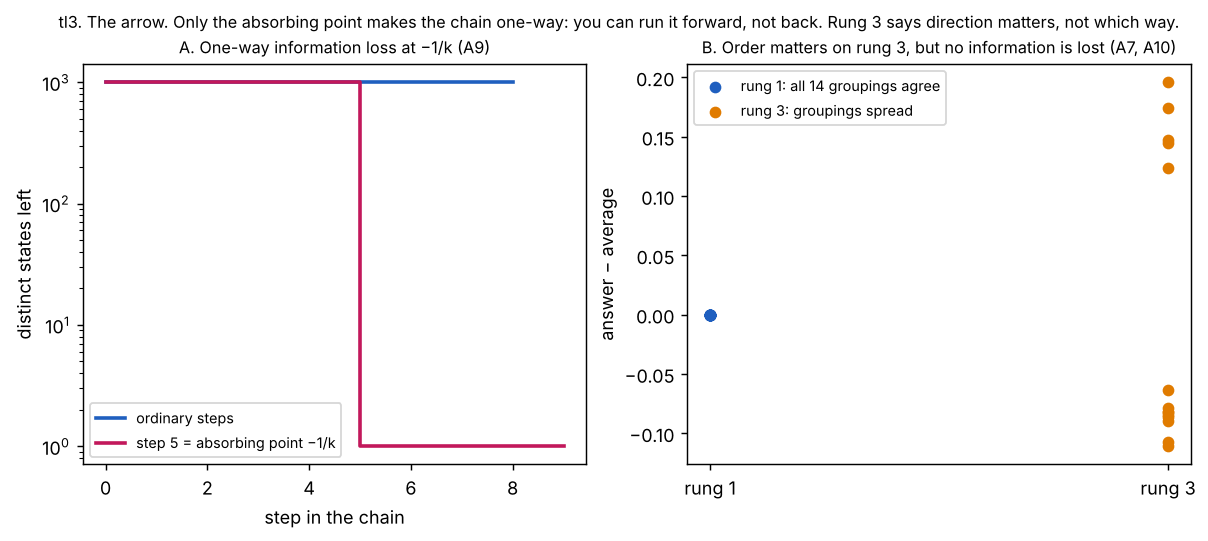 tl3. The arrow. Only the absorbing point makes the chain one-way: you can run it forward, not back. Rung 3 says direction matters, not which way.
A. One-way information loss at −1/k (A9)
10³
10²
10¹
10⁰
distinct states left
ordinary steps
step 5 = absorbing point −1/k
0 2 4 6 8
step in the chain
B. Order matters on rung 3, but no information is lost (A7, A10)
rung 1: all 14 groupings agree
rung 3: groupings spread
0.20
0.15
0.10
0.05
0.00
−0.05
−0.10
answer − average
rung 1 rung 3